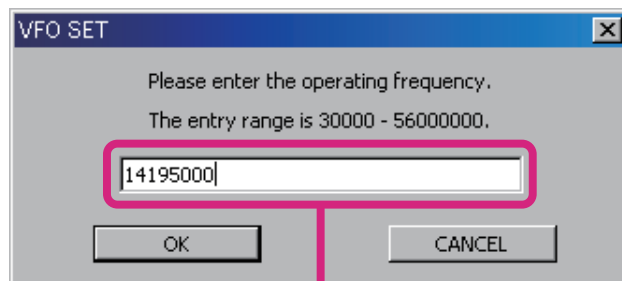 VFO SET
Please enter the operating frequency.
The entry range is 30000 - 56000000.
14195000
OK CANCEL